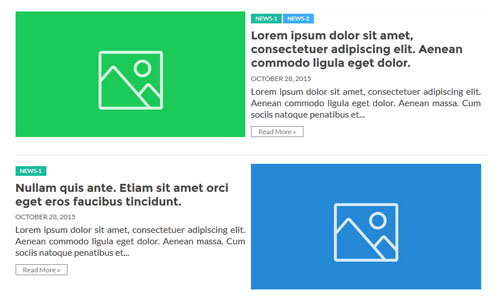 NEWS-1 NEWS-2
Lorem ipsum dolor sit amet,
consectetuer adipiscing elit. Aenean
commodo ligula eget dolor.
OCTOBER 28, 2015
Lorem ipsum dolor sit amet, consectetuer adipiscing elit.
Aenean commodo ligula eget dolor. Aenean massa. Cum
sociis natoque penatibus et...
Read More »
NEWS-1
Nullam quis ante. Etiam sit amet orci
eget eros faucibus tincidunt.
OCTOBER 28, 2015
Lorem ipsum dolor sit amet, consectetuer adipiscing elit.
Aenean commodo ligula eget dolor. Aenean massa. Cum
sociis natoque penatibus et...
Read More »